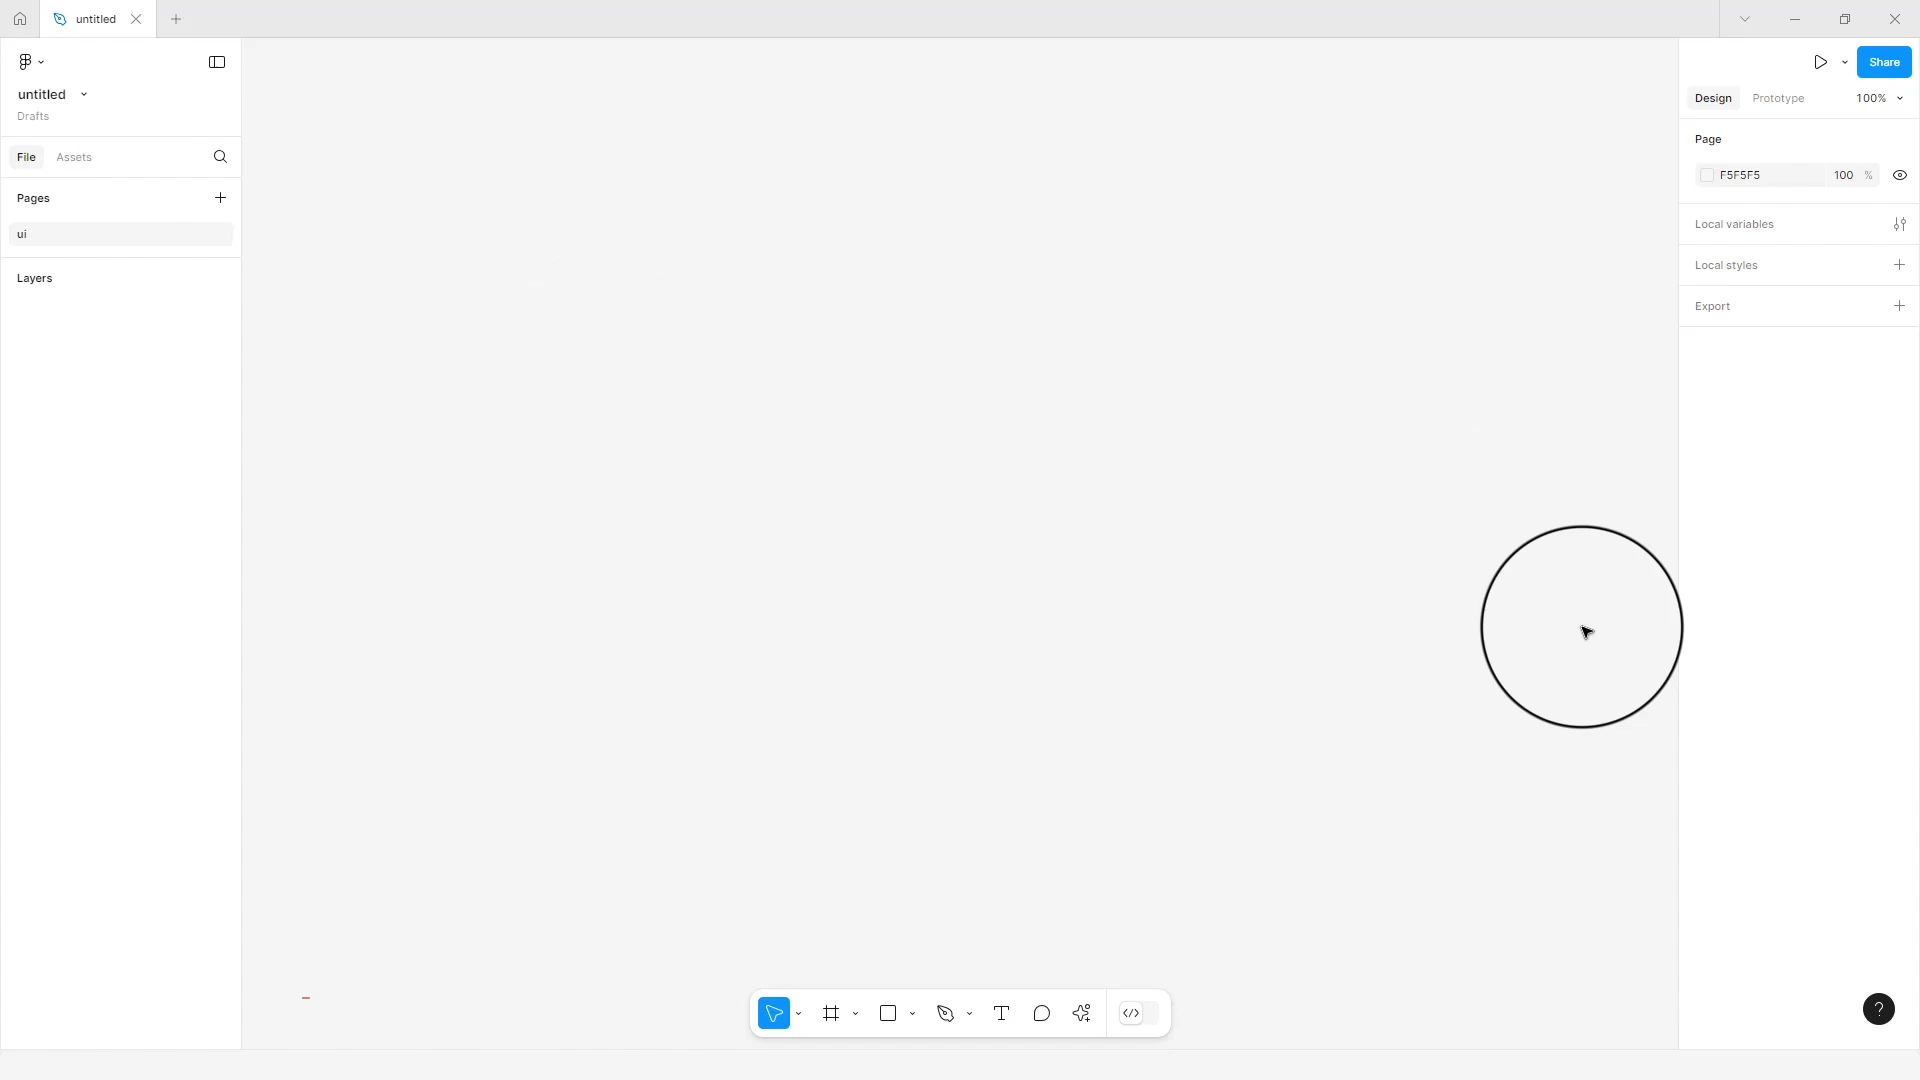 untitled
untitled
Drafts
File
Assets
Pages
ui
Layers
Share
Design
Prototype
100%
Page
F5F5F5
100 %
Local variables
Local styles
Export
?